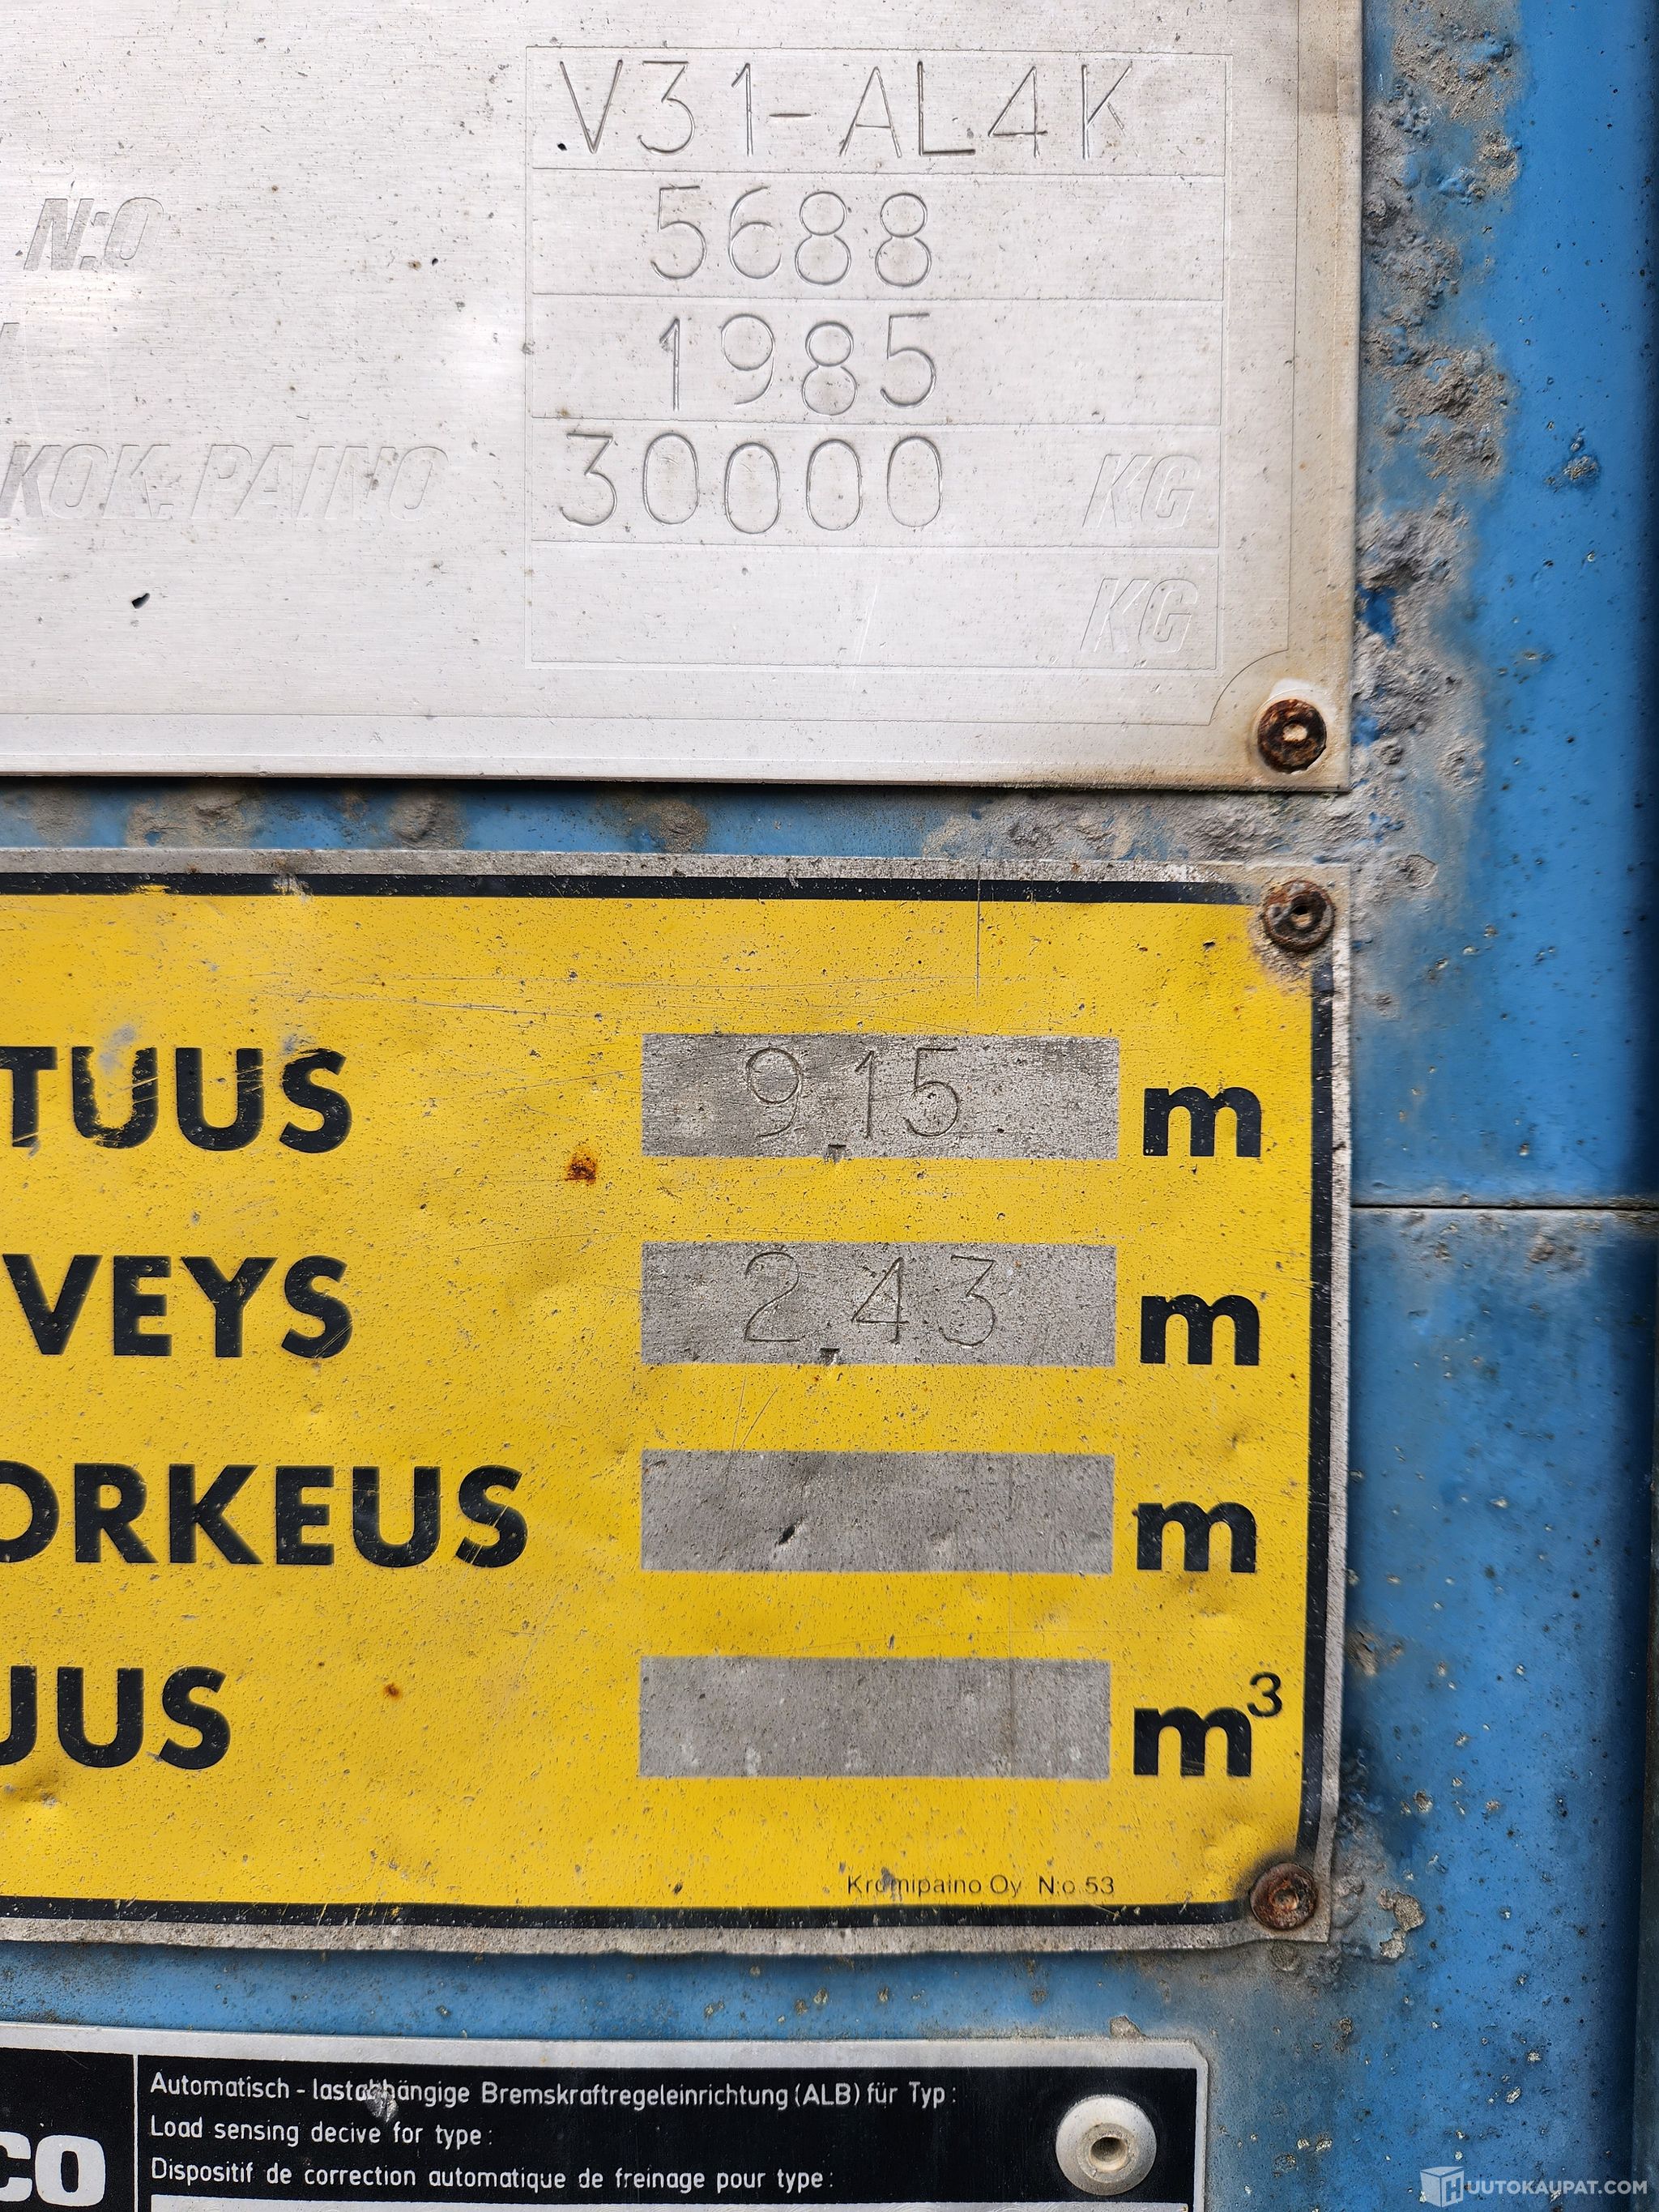 V31-AL4K
N:O 5688
1985
KOK. PAINO 30000 KG
KG
TUUS 9,15 m
VEYS 2,43 m
ORKEUS m
UUS m³
Kromipaino Oy N:o 53
CO
Automatisch - lastabhängige Bremskraftregeleinrichtung (ALB) für Typ :
Load sensing decive for type :
Dispositif de correction automatique de freinage pour type :
HUUTOKAUPAT.COM